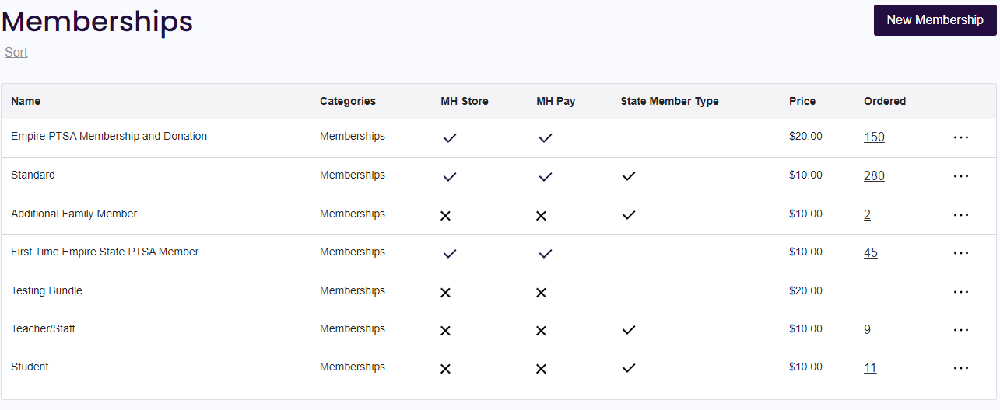 Memberships
New Membership
Sort
Name Categories MH Store MH Pay State Member Type Price Ordered
Empire PTSA Membership and Donation Memberships $20.00 150
Standard Memberships $10.00 280
Additional Family Member Memberships $10.00 2
First Time Empire State PTSA Member Memberships $10.00 45
Testing Bundle Memberships $20.00
Teacher/Staff Memberships $10.00 9
Student Memberships $10.00 11